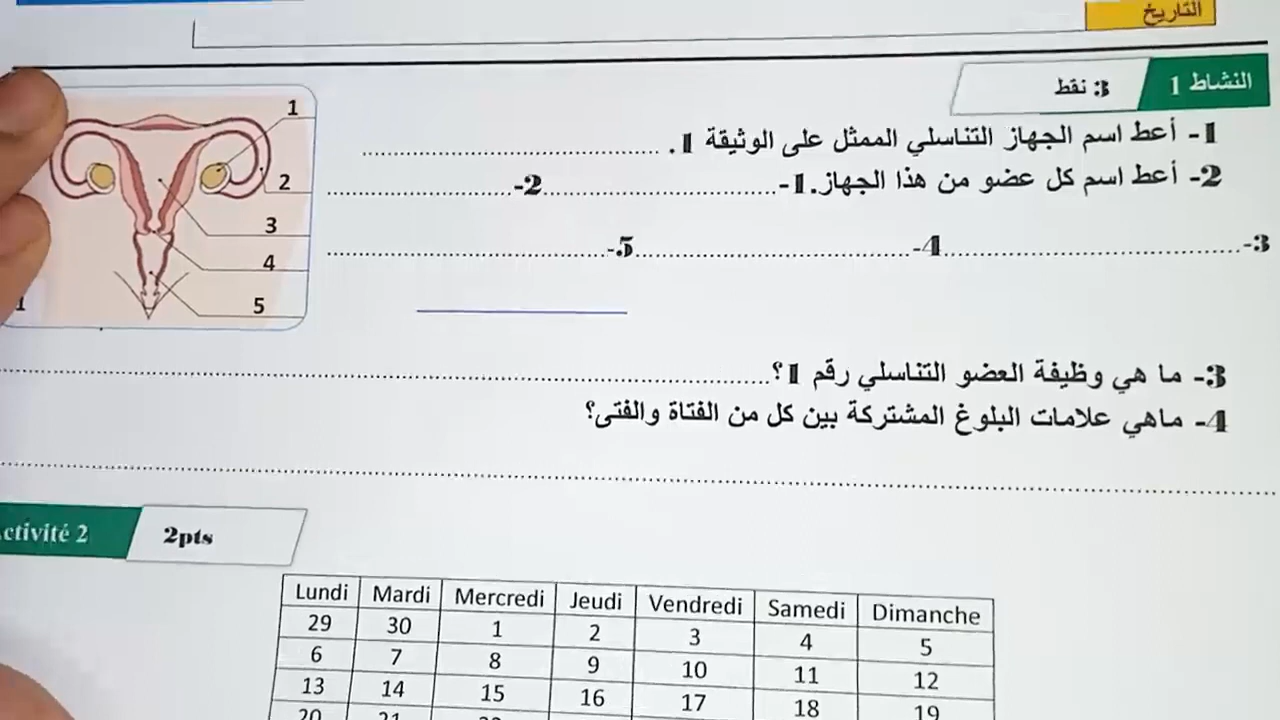 التاريخ
النشاط 1 3 نقط
1- أعط اسم الجهاز التناسلي الممثل على الوثيقة 1. ..............................
2- أعط اسم كل عضو من هذا الجهاز.1-..............................2-..............................
3-..............................4-..............................5-..............................
1
2
3
4
5
1
3- ما هي وظيفة العضو التناسلي رقم 1؟..............................
4- ماهي علامات البلوغ المشتركة بين كل من الفتاة والفتى؟
..............................
ctivité 2 2pts
Lundi Mardi Mercredi Jeudi Vendredi Samedi Dimanche
29 30 1 2 3 4 5
6 7 8 9 10 11 12
13 14 15 16 17 18 19
20 21